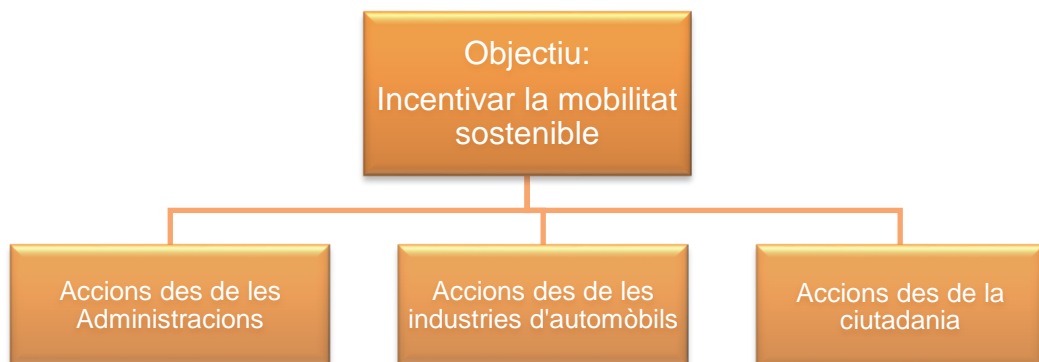 Objectiu:
Incentivar la mobilitat
sostenible
Accions des de les
Administracions
Accions des de les
industries d'automòbils
Accions des de la
ciutadania